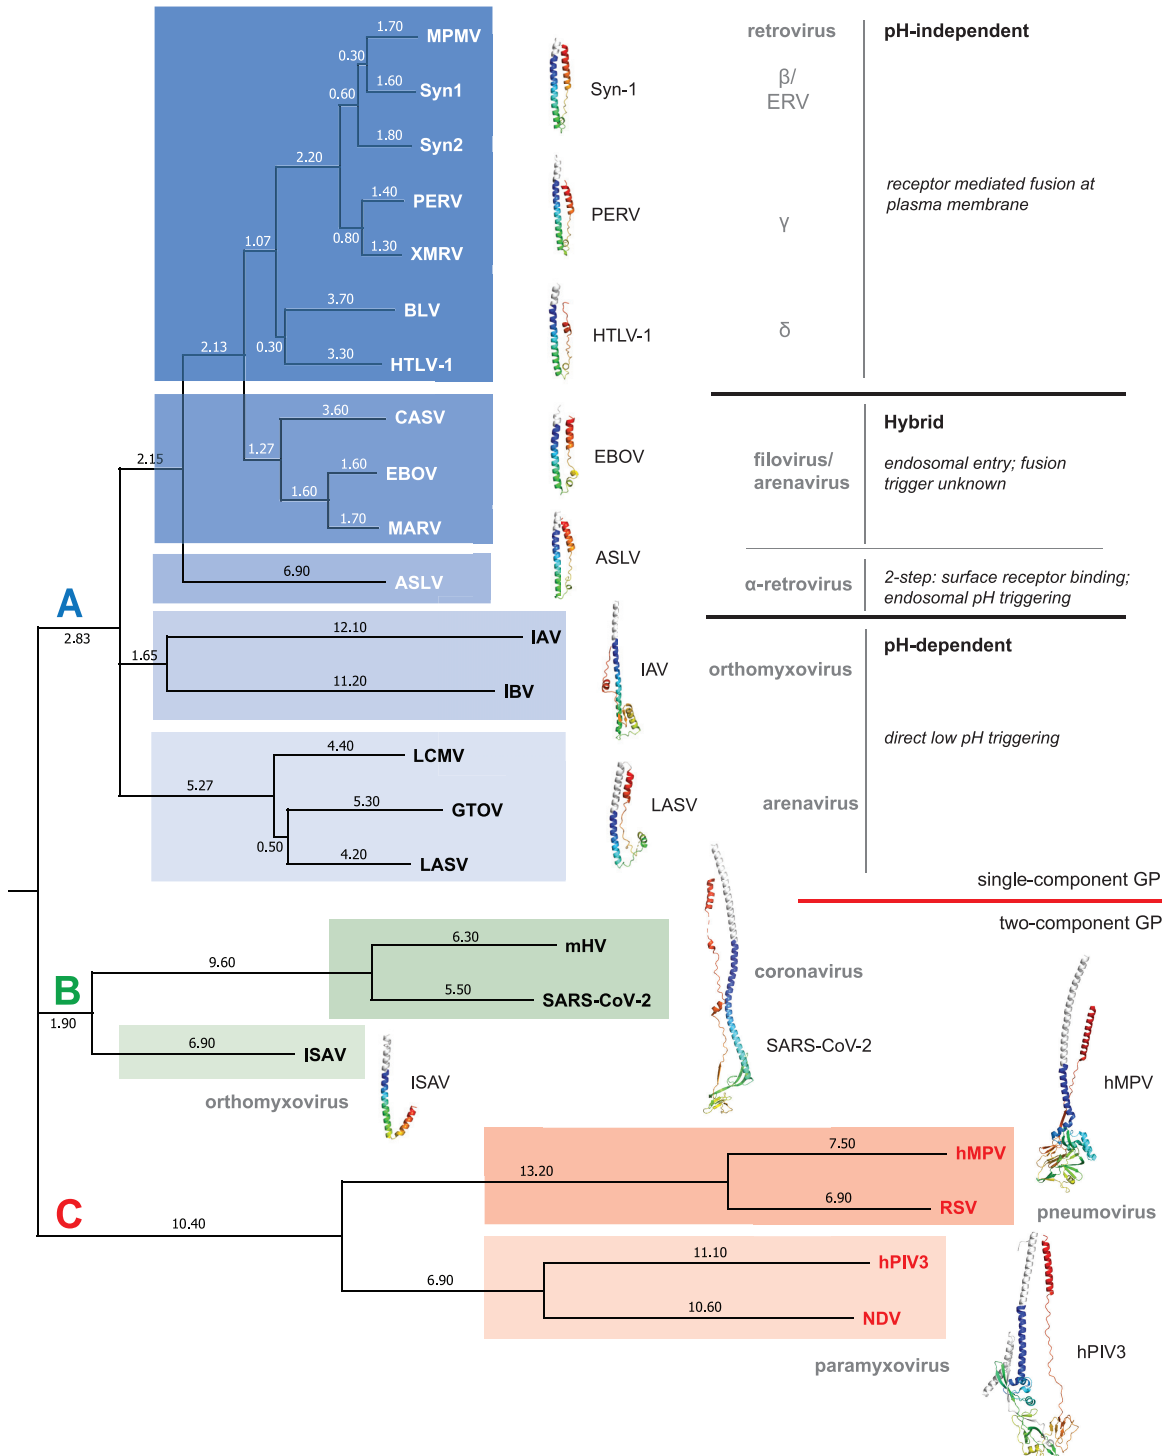 1.70
MPMV
0.30
1.60
Syn1
0.60
1.80
Syn2
2.20
1.40
PERV
0.80
1.30
XMRV
1.07
3.70
BLV
0.30
3.30
HTLV-1
2.13
3.60
CASV
1.27
1.60
EBOV
1.60
1.70
MARV
2.15
6.90
ASLV
A
2.83
12.10
IAV
1.65
11.20
IBV
4.40
LCMV
5.27
5.30
GTOV
0.50
4.20
LASV
6.30
mHV
9.60
5.50
SARS-CoV-2
B
1.90
6.90
ISAV
orthomyxovirus
ISAV
7.50
hMPV
13.20
6.90
RSV
C
10.40
11.10
hPIV3
6.90
10.60
NDV
Syn-1
PERV
HTLV-1
EBOV
ASLV
IAV
LASV
SARS-CoV-2
hMPV
hPIV3
retrovirus
pH-independent
β/
ERV
receptor mediated fusion at
plasma membrane
γ
δ
Hybrid
filovirus/
arenavirus
endosomal entry; fusion
trigger unknown
α-retrovirus
2-step: surface receptor binding;
endosomal pH triggering
pH-dependent
orthomyxovirus
direct low pH triggering
arenavirus
single-component GP
two-component GP
coronavirus
pneumovirus
paramyxovirus